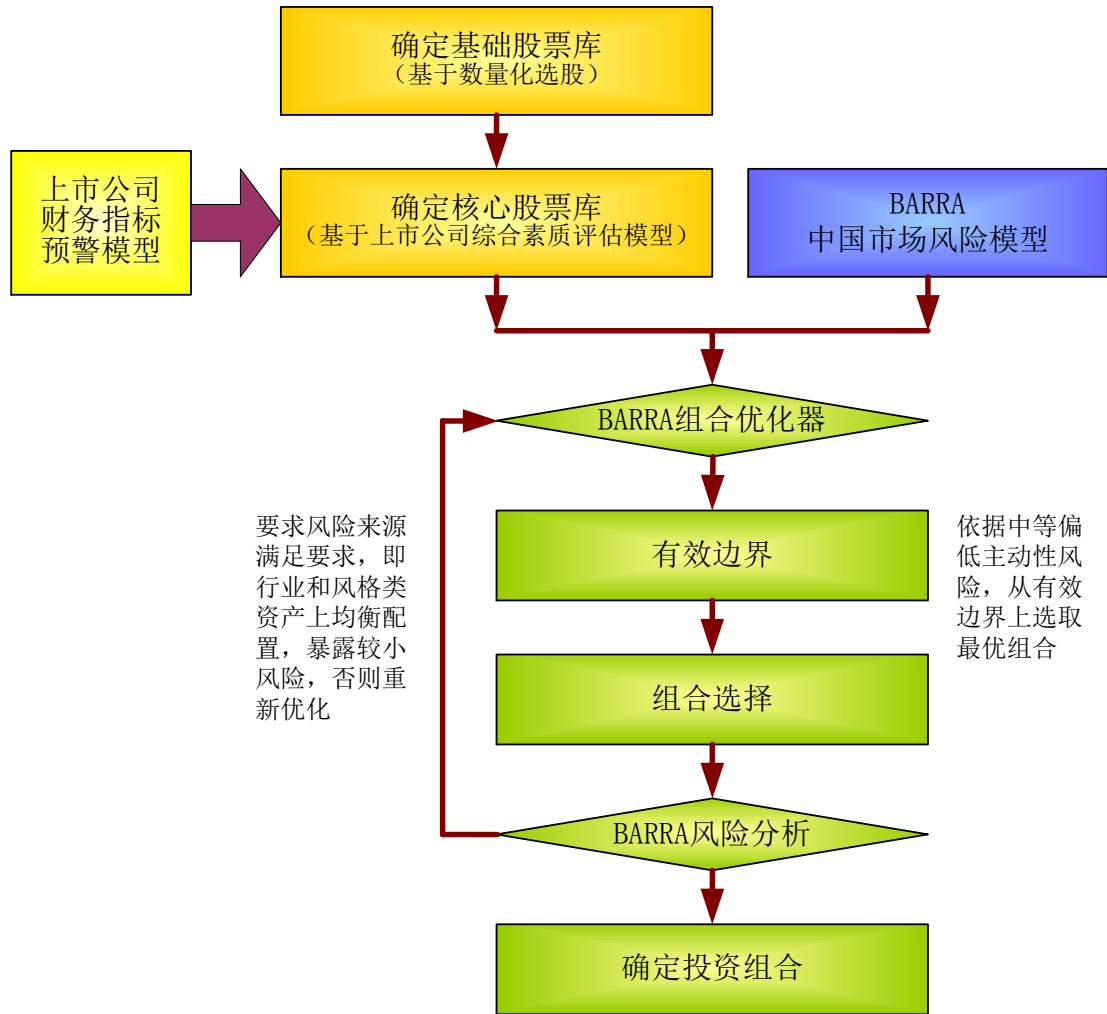 确定基础股票库
（基于数量化选股）
上市公司
财务指标
预警模型
确定核心股票库
（基于上市公司综合素质评估模型）
BARRA
中国市场风险模型
BARRA组合优化器
要求风险来源
满足要求，即
行业和风格类
资产上均衡配
置，暴露较小
风险，否则重
新优化
有效边界
依据中等偏
低主动性风
险，从有效
边界上选取
最优组合
组合选择
BARRA风险分析
确定投资组合